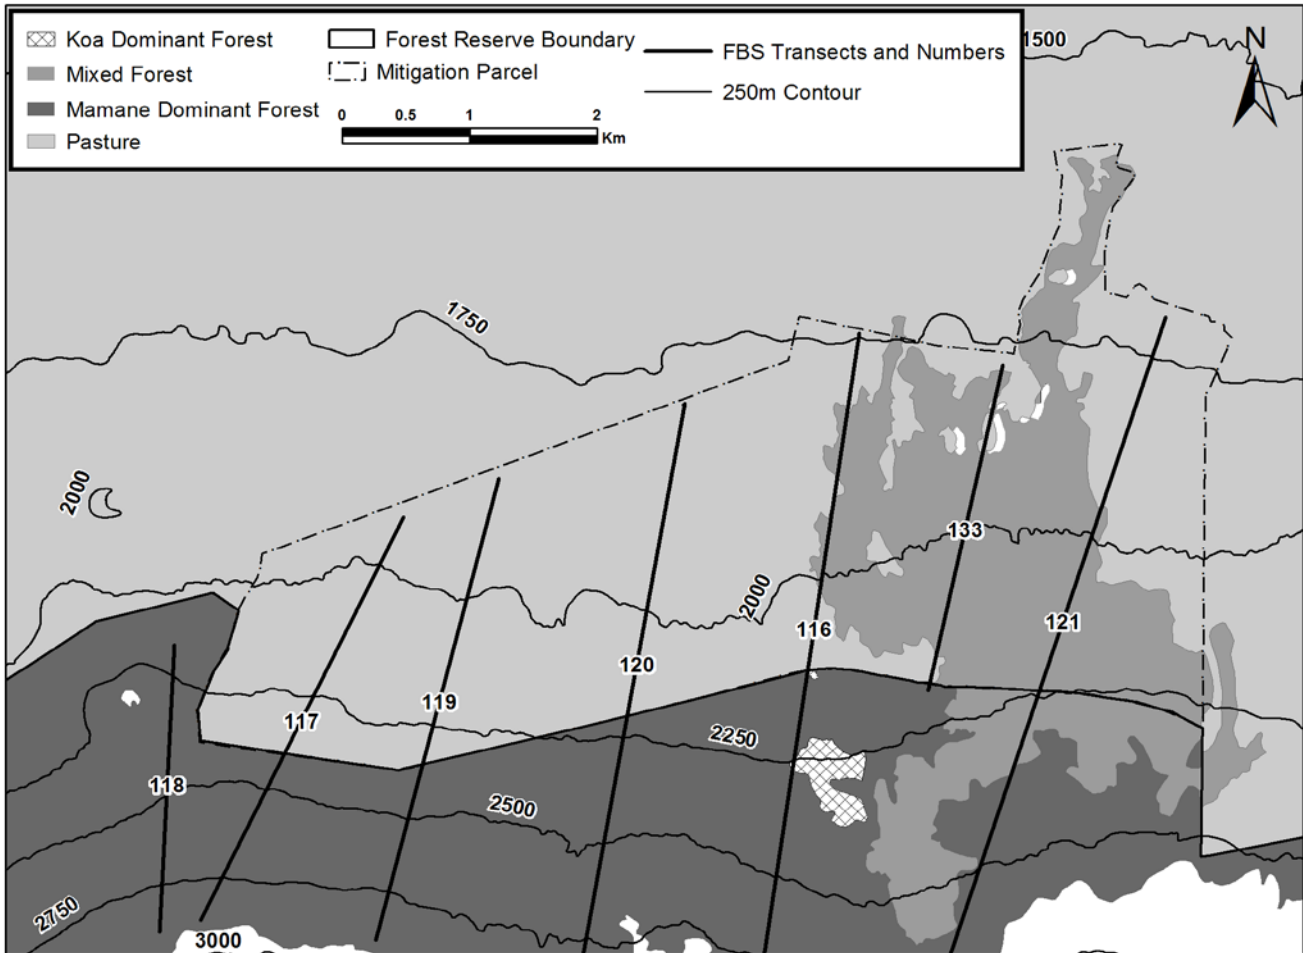 Koa Dominant Forest
Mixed Forest
Mamane Dominant Forest
Pasture
Forest Reserve Boundary
Mitigation Parcel
0 0.5 1 2
Km
FBS Transects and Numbers
250m Contour
1500
N
1750
2000
133
2000
121
116
120
119
117
2250
118
2500
2750
3000